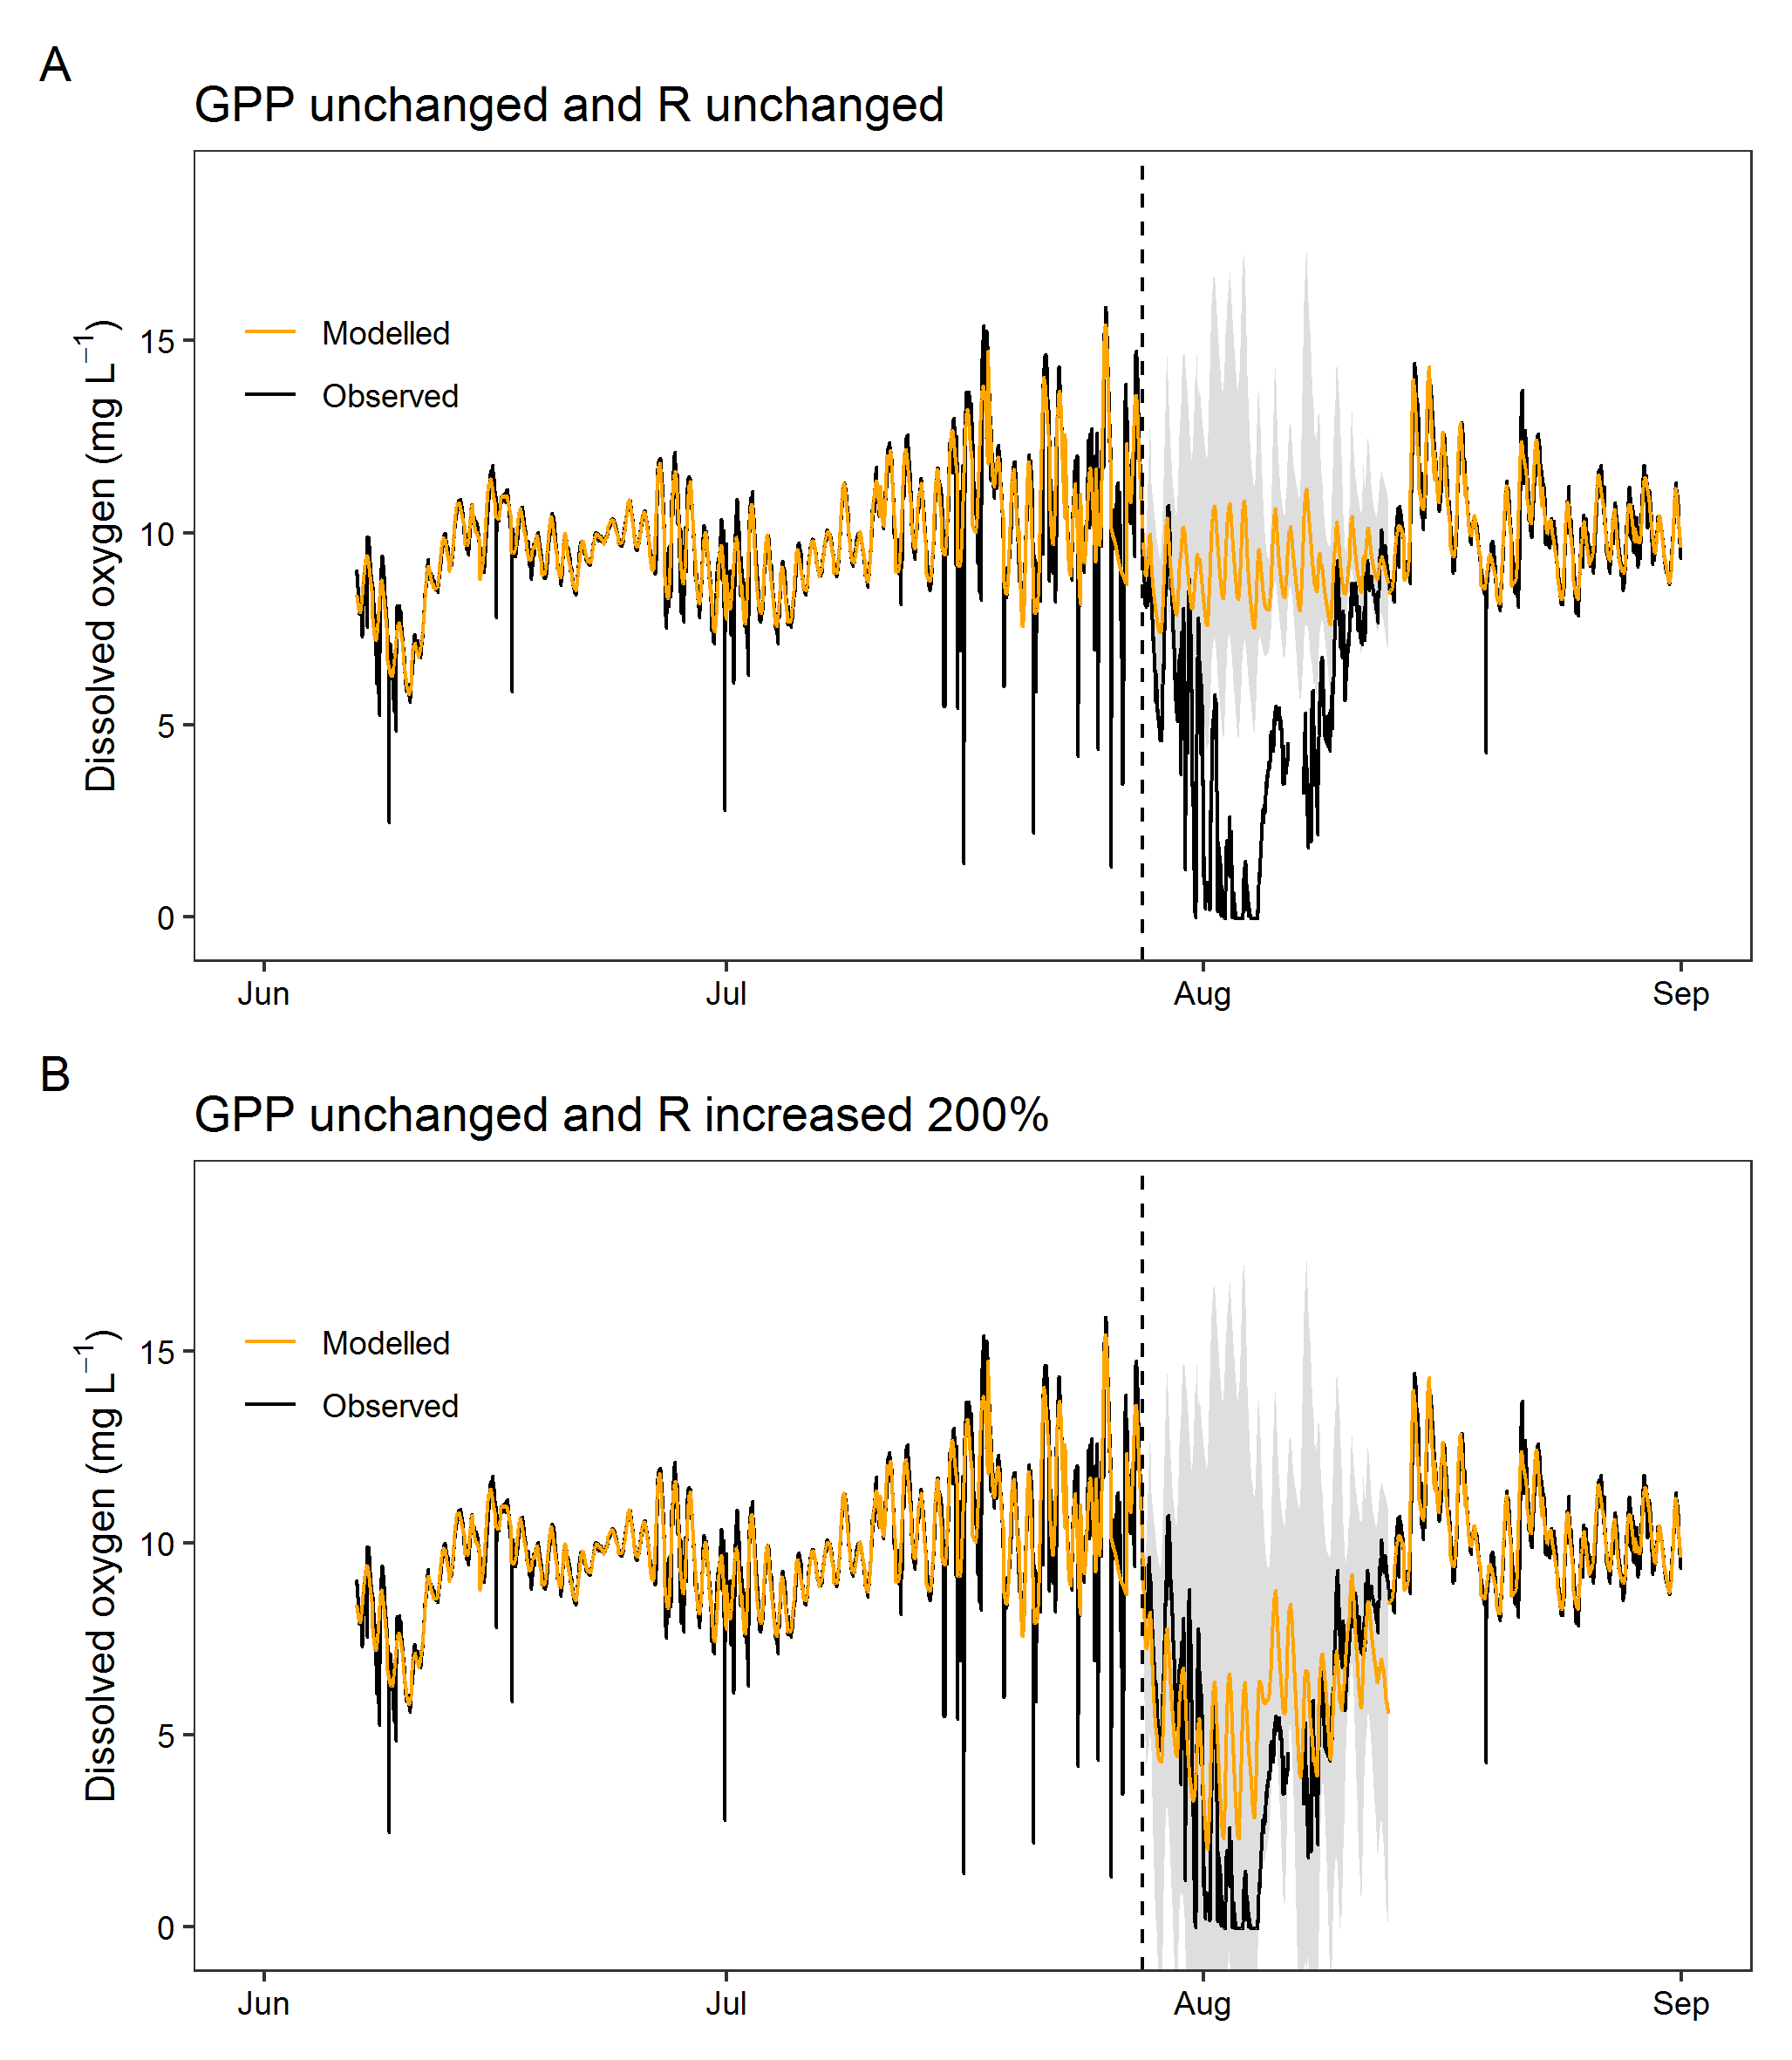 A
GPP unchanged and R unchanged
Dissolved oxygen (mg L⁻¹)
15
10
5
0
Modelled
Observed
Jun Jul Aug Sep
B
GPP unchanged and R increased 200%
Dissolved oxygen (mg L⁻¹)
15
10
5
0
Modelled
Observed
Jun Jul Aug Sep